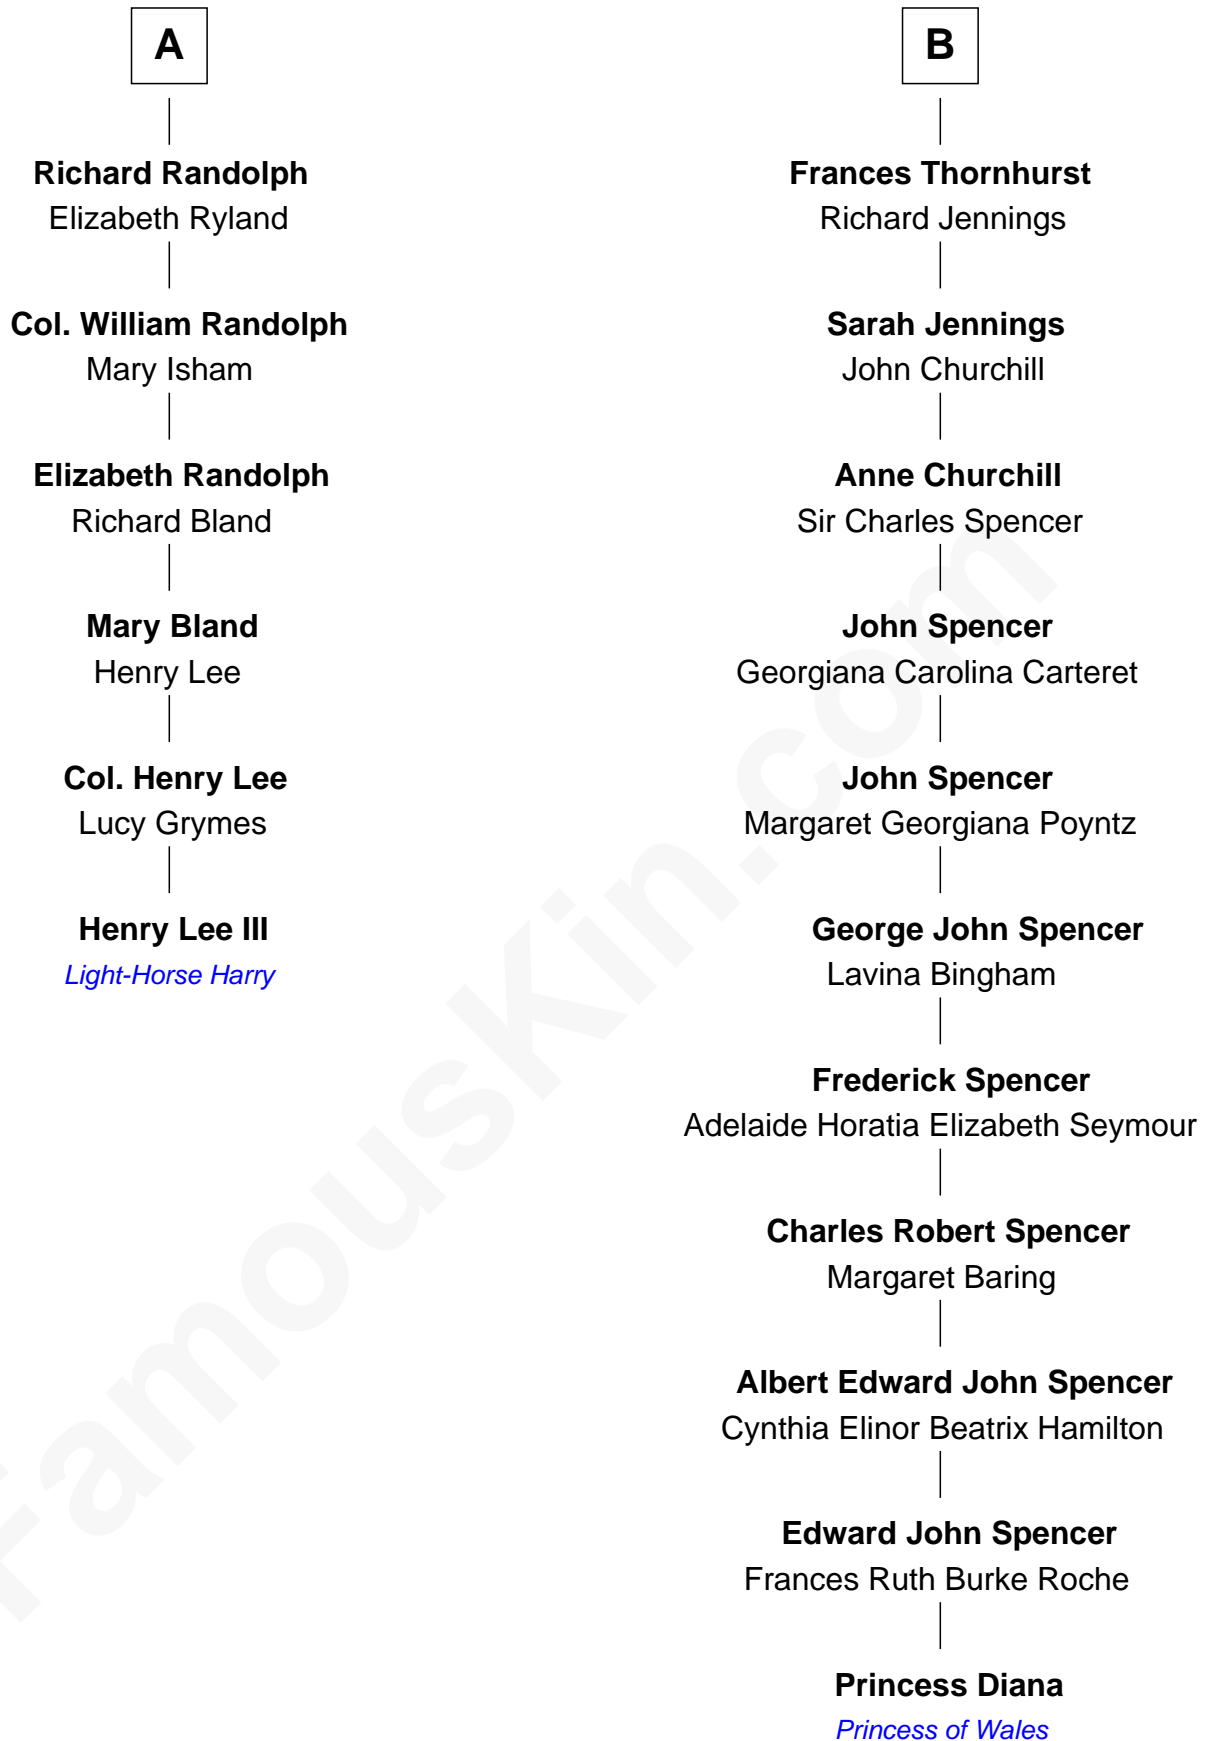 A
Richard Randolph
Elizabeth Ryland
Col. William Randolph
Mary Isham
Elizabeth Randolph
Richard Bland
Mary Bland
Henry Lee
Col. Henry Lee
Lucy Grymes
Henry Lee III
Light-Horse Harry
B
Frances Thornhurst
Richard Jennings
Sarah Jennings
John Churchill
Anne Churchill
Sir Charles Spencer
John Spencer
Georgiana Carolina Carteret
John Spencer
Margaret Georgiana Poyntz
George John Spencer
Lavina Bingham
Frederick Spencer
Adelaide Horatia Elizabeth Seymour
Charles Robert Spencer
Margaret Baring
Albert Edward John Spencer
Cynthia Elinor Beatrix Hamilton
Edward John Spencer
Frances Ruth Burke Roche
Princess Diana
Princess of Wales
FamousKin.com